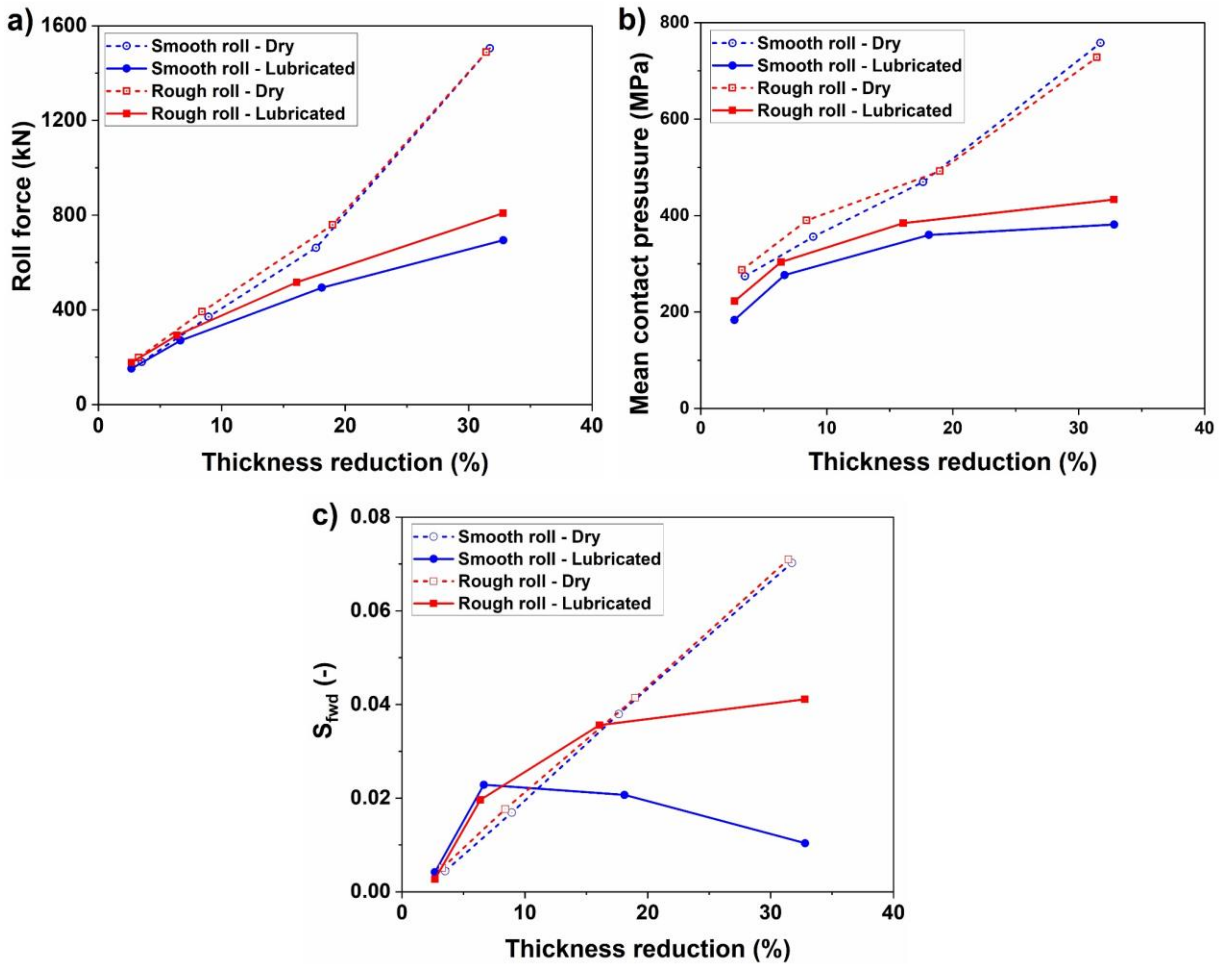 a)
1600
1200
800
400
0
Roll force (kN)
Smooth roll - Dry
Smooth roll - Lubricated
Rough roll - Dry
Rough roll - Lubricated
0 10 20 30 40
Thickness reduction (%)
b)
800
600
400
200
0
Mean contact presusure (MPa)
Smooth roll - Dry
Smooth roll - Lubricated
Rough roll - Dry
Rough roll - Lubricated
0 10 20 30 40
Thickness reduction (%)
c)
0.08
0.06
0.04
0.02
0.00
Sfwd (-)
Smooth roll - Dry
Smooth roll - Lubricated
Rough roll - Dry
Rough roll - Lubricated
0 10 20 30 40
Thickness reduction (%)